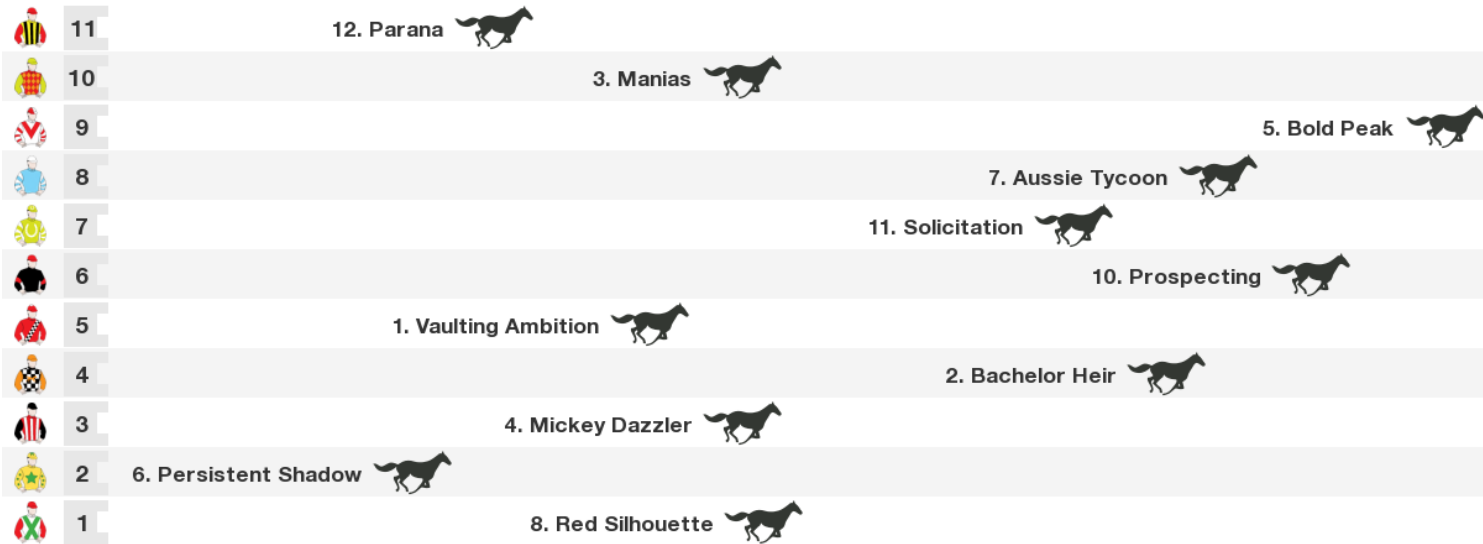 11 12. Parana
10 3. Manias
9 5. Bold Peak
8 7. Aussie Tycoon
7 11. Solicitation
6 10. Prospecting
5 1. Vaulting Ambition
4 2. Bachelor Heir
3 4. Mickey Dazzler
2 6. Persistent Shadow
1 8. Red Silhouette